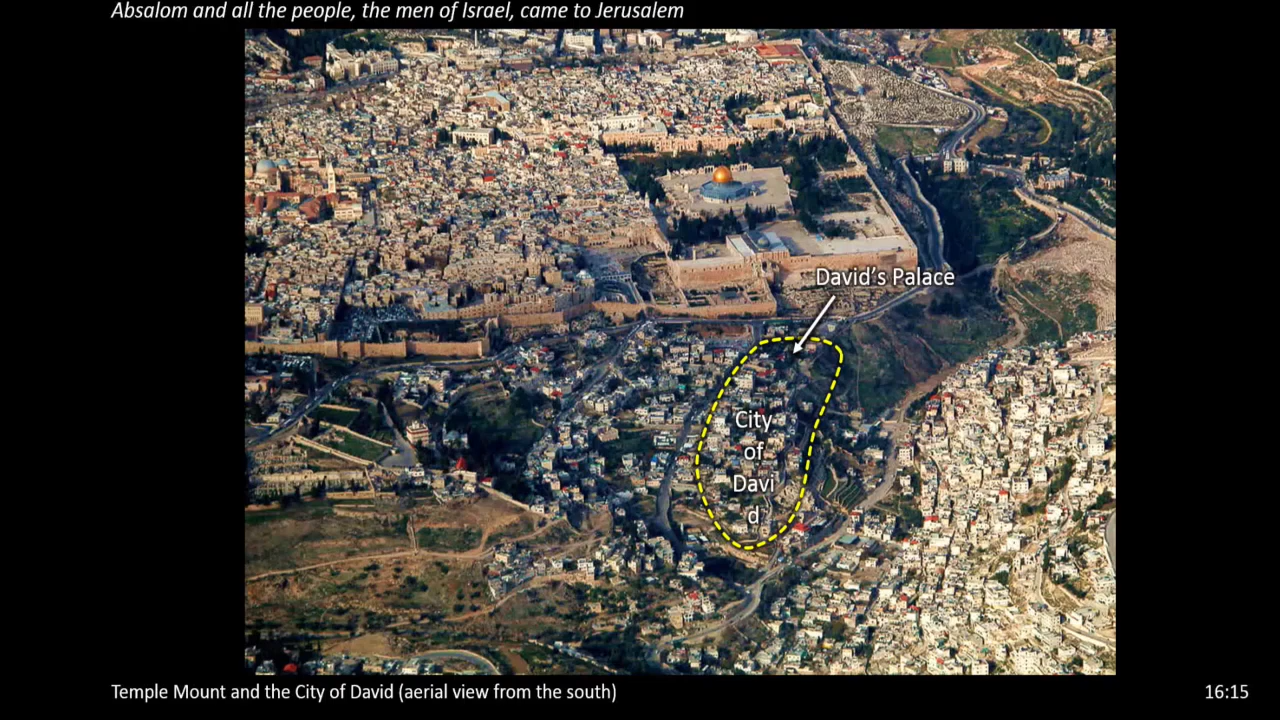 Absalom and all the people, the men of Israel, came to Jerusalem
David’s Palace
City
of
Davi
d
Temple Mount and the City of David (aerial view from the south)
16:15